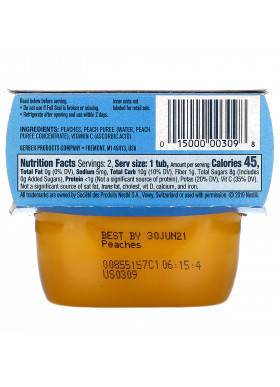 Read below before serving.
• Do not use if Full Seal is broken or missing.
• Refrigerate after opening and use within 2 days.
Inner units not
labeled for retail sale.
INGREDIENTS: PEACHES, PEACH PUREE (WATER, PEACH
PUREE CONCENTRATE), VITAMIN C (ASCORBIC ACID)
GERBER PRODUCTS COMPANY • FREMONT, MI 49413, USA
0 15000 00309 8
Nutrition Facts Servings: 2, Serv size: 1 tub, Amount per serving: Calories 45,
Total Fat 0g (0% DV), Sodium 5mg, Total Carb 10g (10% DV), Fiber 1g, Total Sugars 8g (Includes
0g Added Sugars), Protein <1g (Not a significant source of protein), Potas (20% DV), Vit C (35% DV).
Not a significant source of sat fat, trans fat, cholest, vit D, calcium, and iron.
All trademarks are owned by Société des Produits Nestlé S.A., Vevey, Switzerland or used with permission. © 2019 Nestlé.
BEST BY 30JUN21
Peaches
00855157C1 06:15:4
US0309